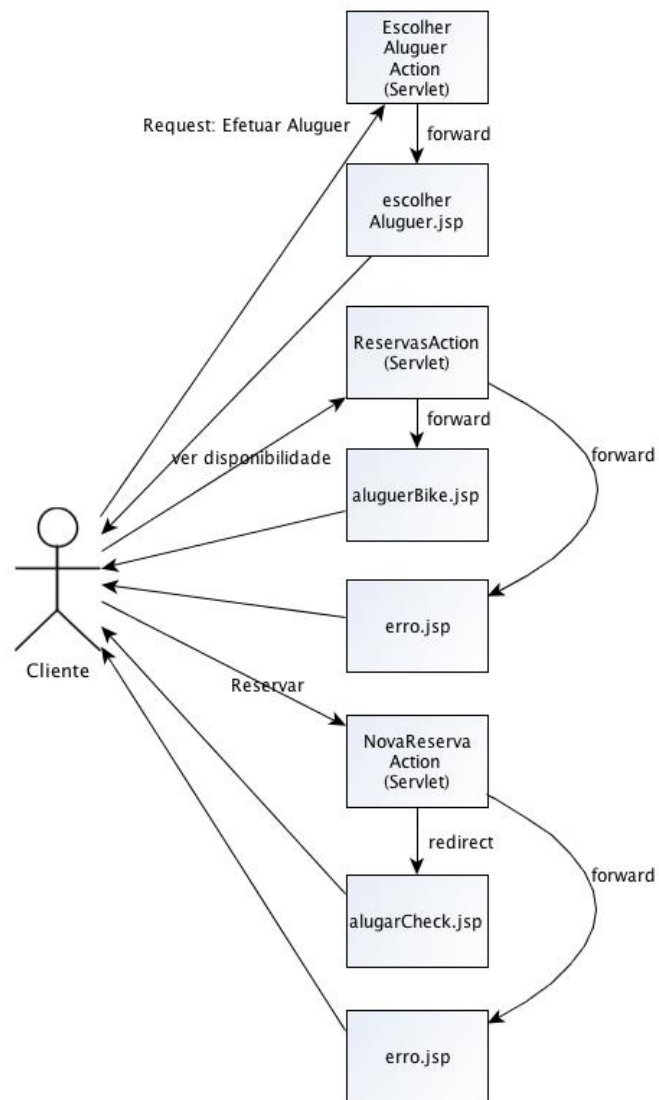 Escolher
Aluguer
Action
(Servlet)
Request: Efetuar Aluguer
forward
escolher
Aluguer.jsp
ReservasAction
(Servlet)
forward
ver disponibilidade
forward
aluguerBike.jsp
erro.jsp
Cliente
Reservar
NovaReserva
Action
(Servlet)
redirect
forward
alugarCheck.jsp
erro.jsp